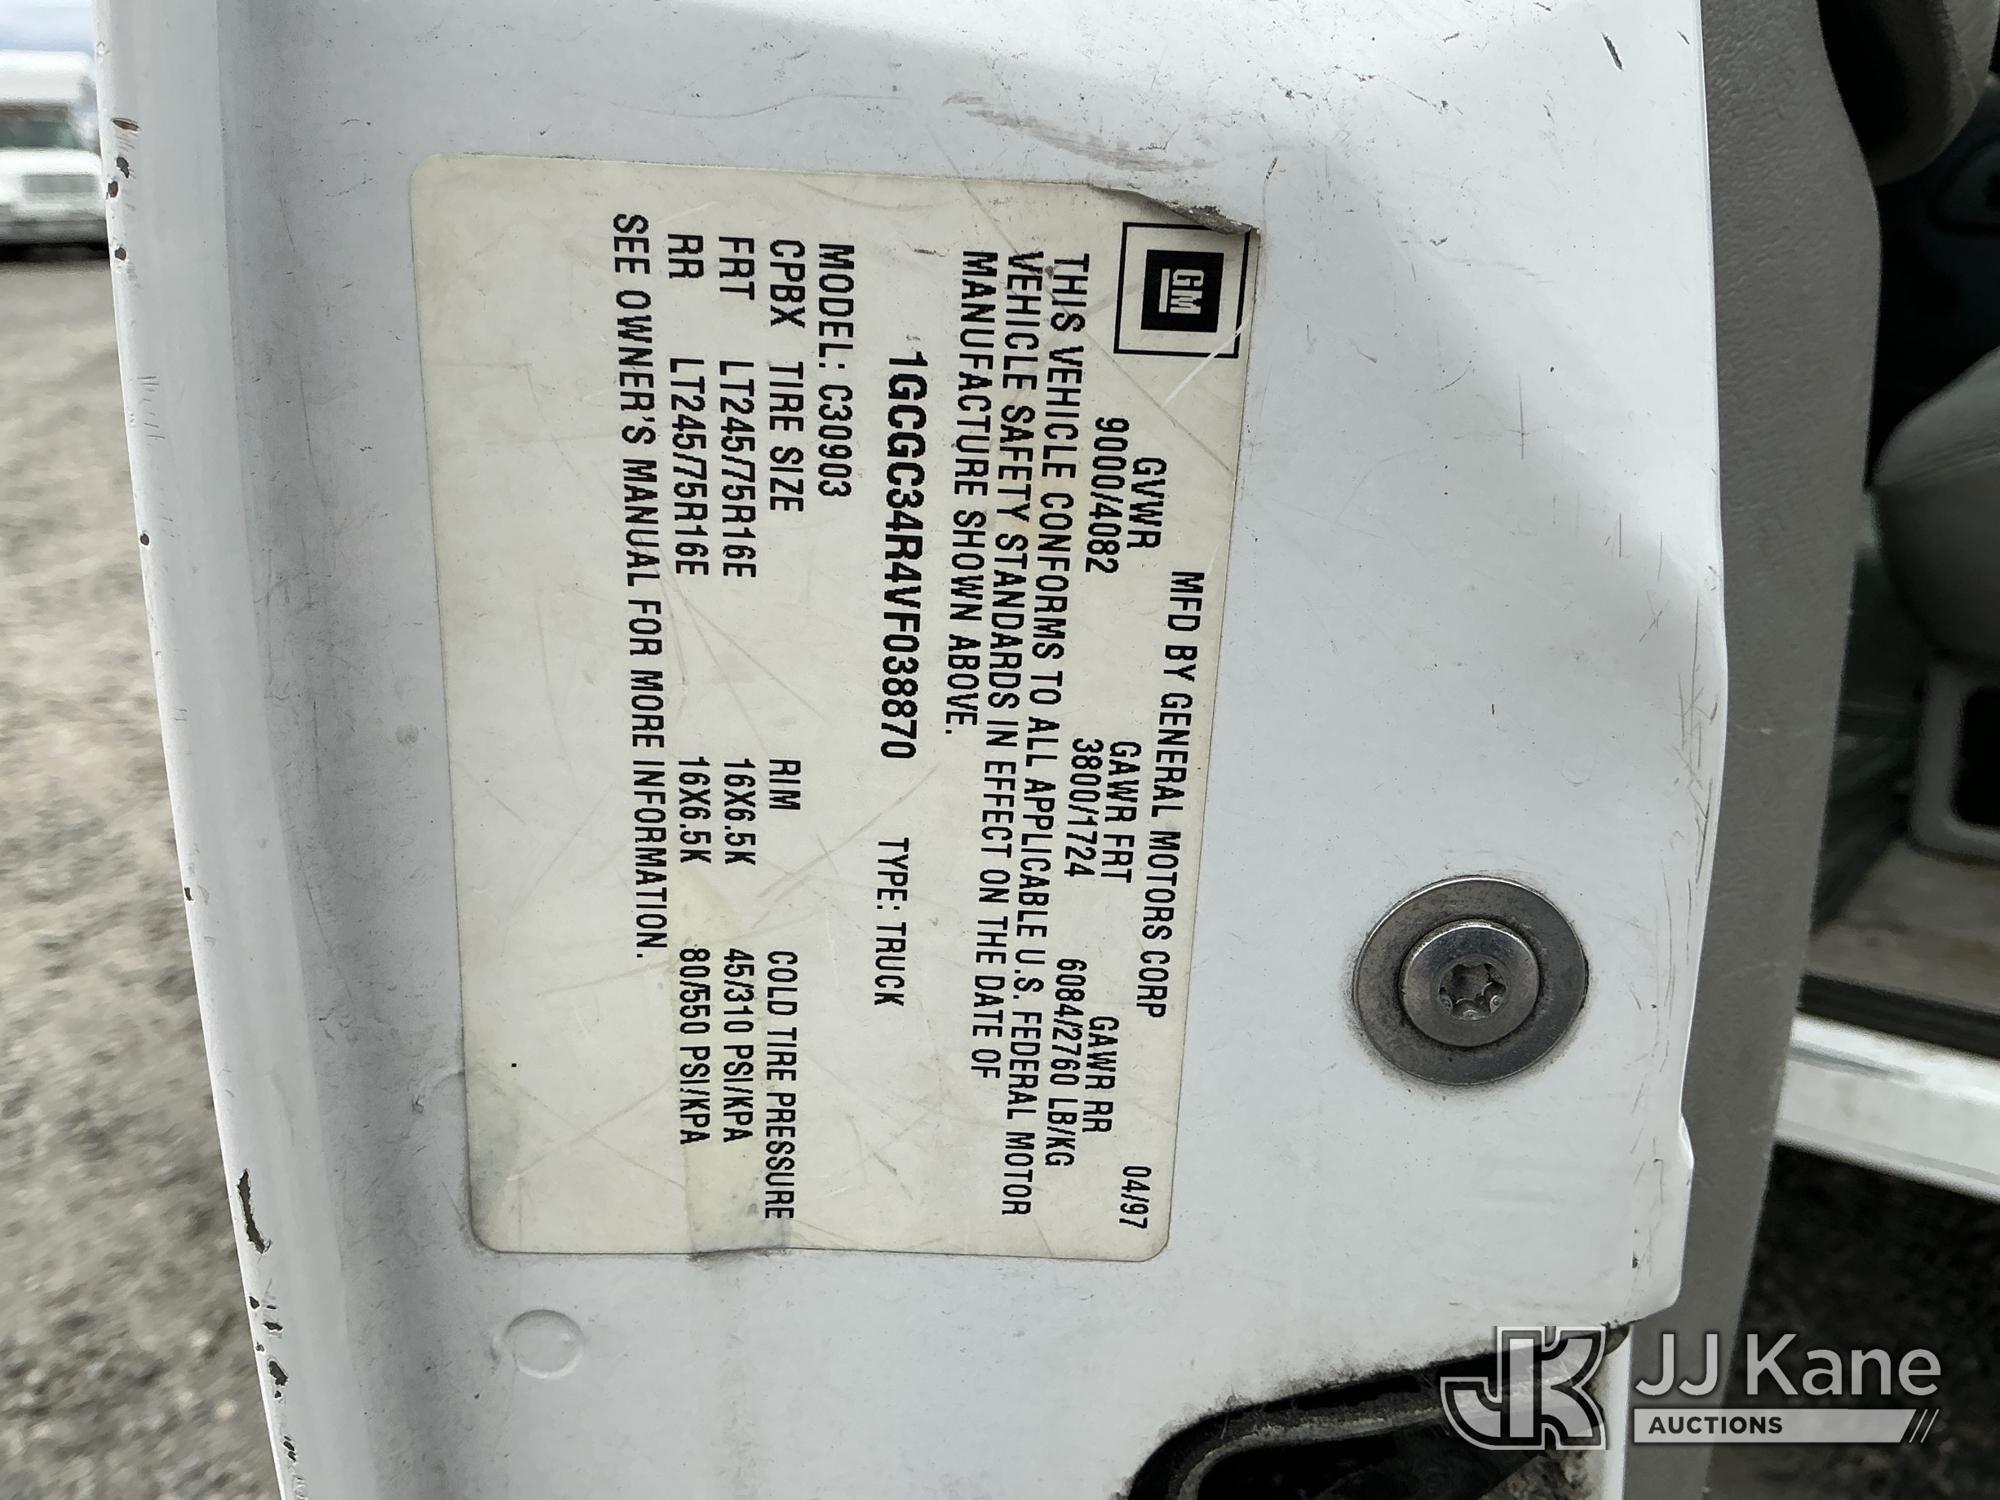 GM
MFD BY GENERAL MOTORS CORP 04/97
GVWR GAWR FRT GAWR RR
9000/4082 3800/1724 6084/2760 LB/KG
THIS VEHICLE CONFORMS TO ALL APPLICABLE U.S. FEDERAL MOTOR
VEHICLE SAFETY STANDARDS IN EFFECT ON THE DATE OF
MANUFACTURE SHOWN ABOVE.
1GCGC34R4VF038870 TYPE: TRUCK
MODEL: C30903
CPBX TIRE SIZE RIM COLD TIRE PRESSURE
FRT LT245/75R16E 16X6.5K 45/310 PSI/KPA
RR LT245/75R16E 16X6.5K 80/550 PSI/KPA
SEE OWNER'S MANUAL FOR MORE INFORMATION.
JK JJ Kane
AUCTIONS